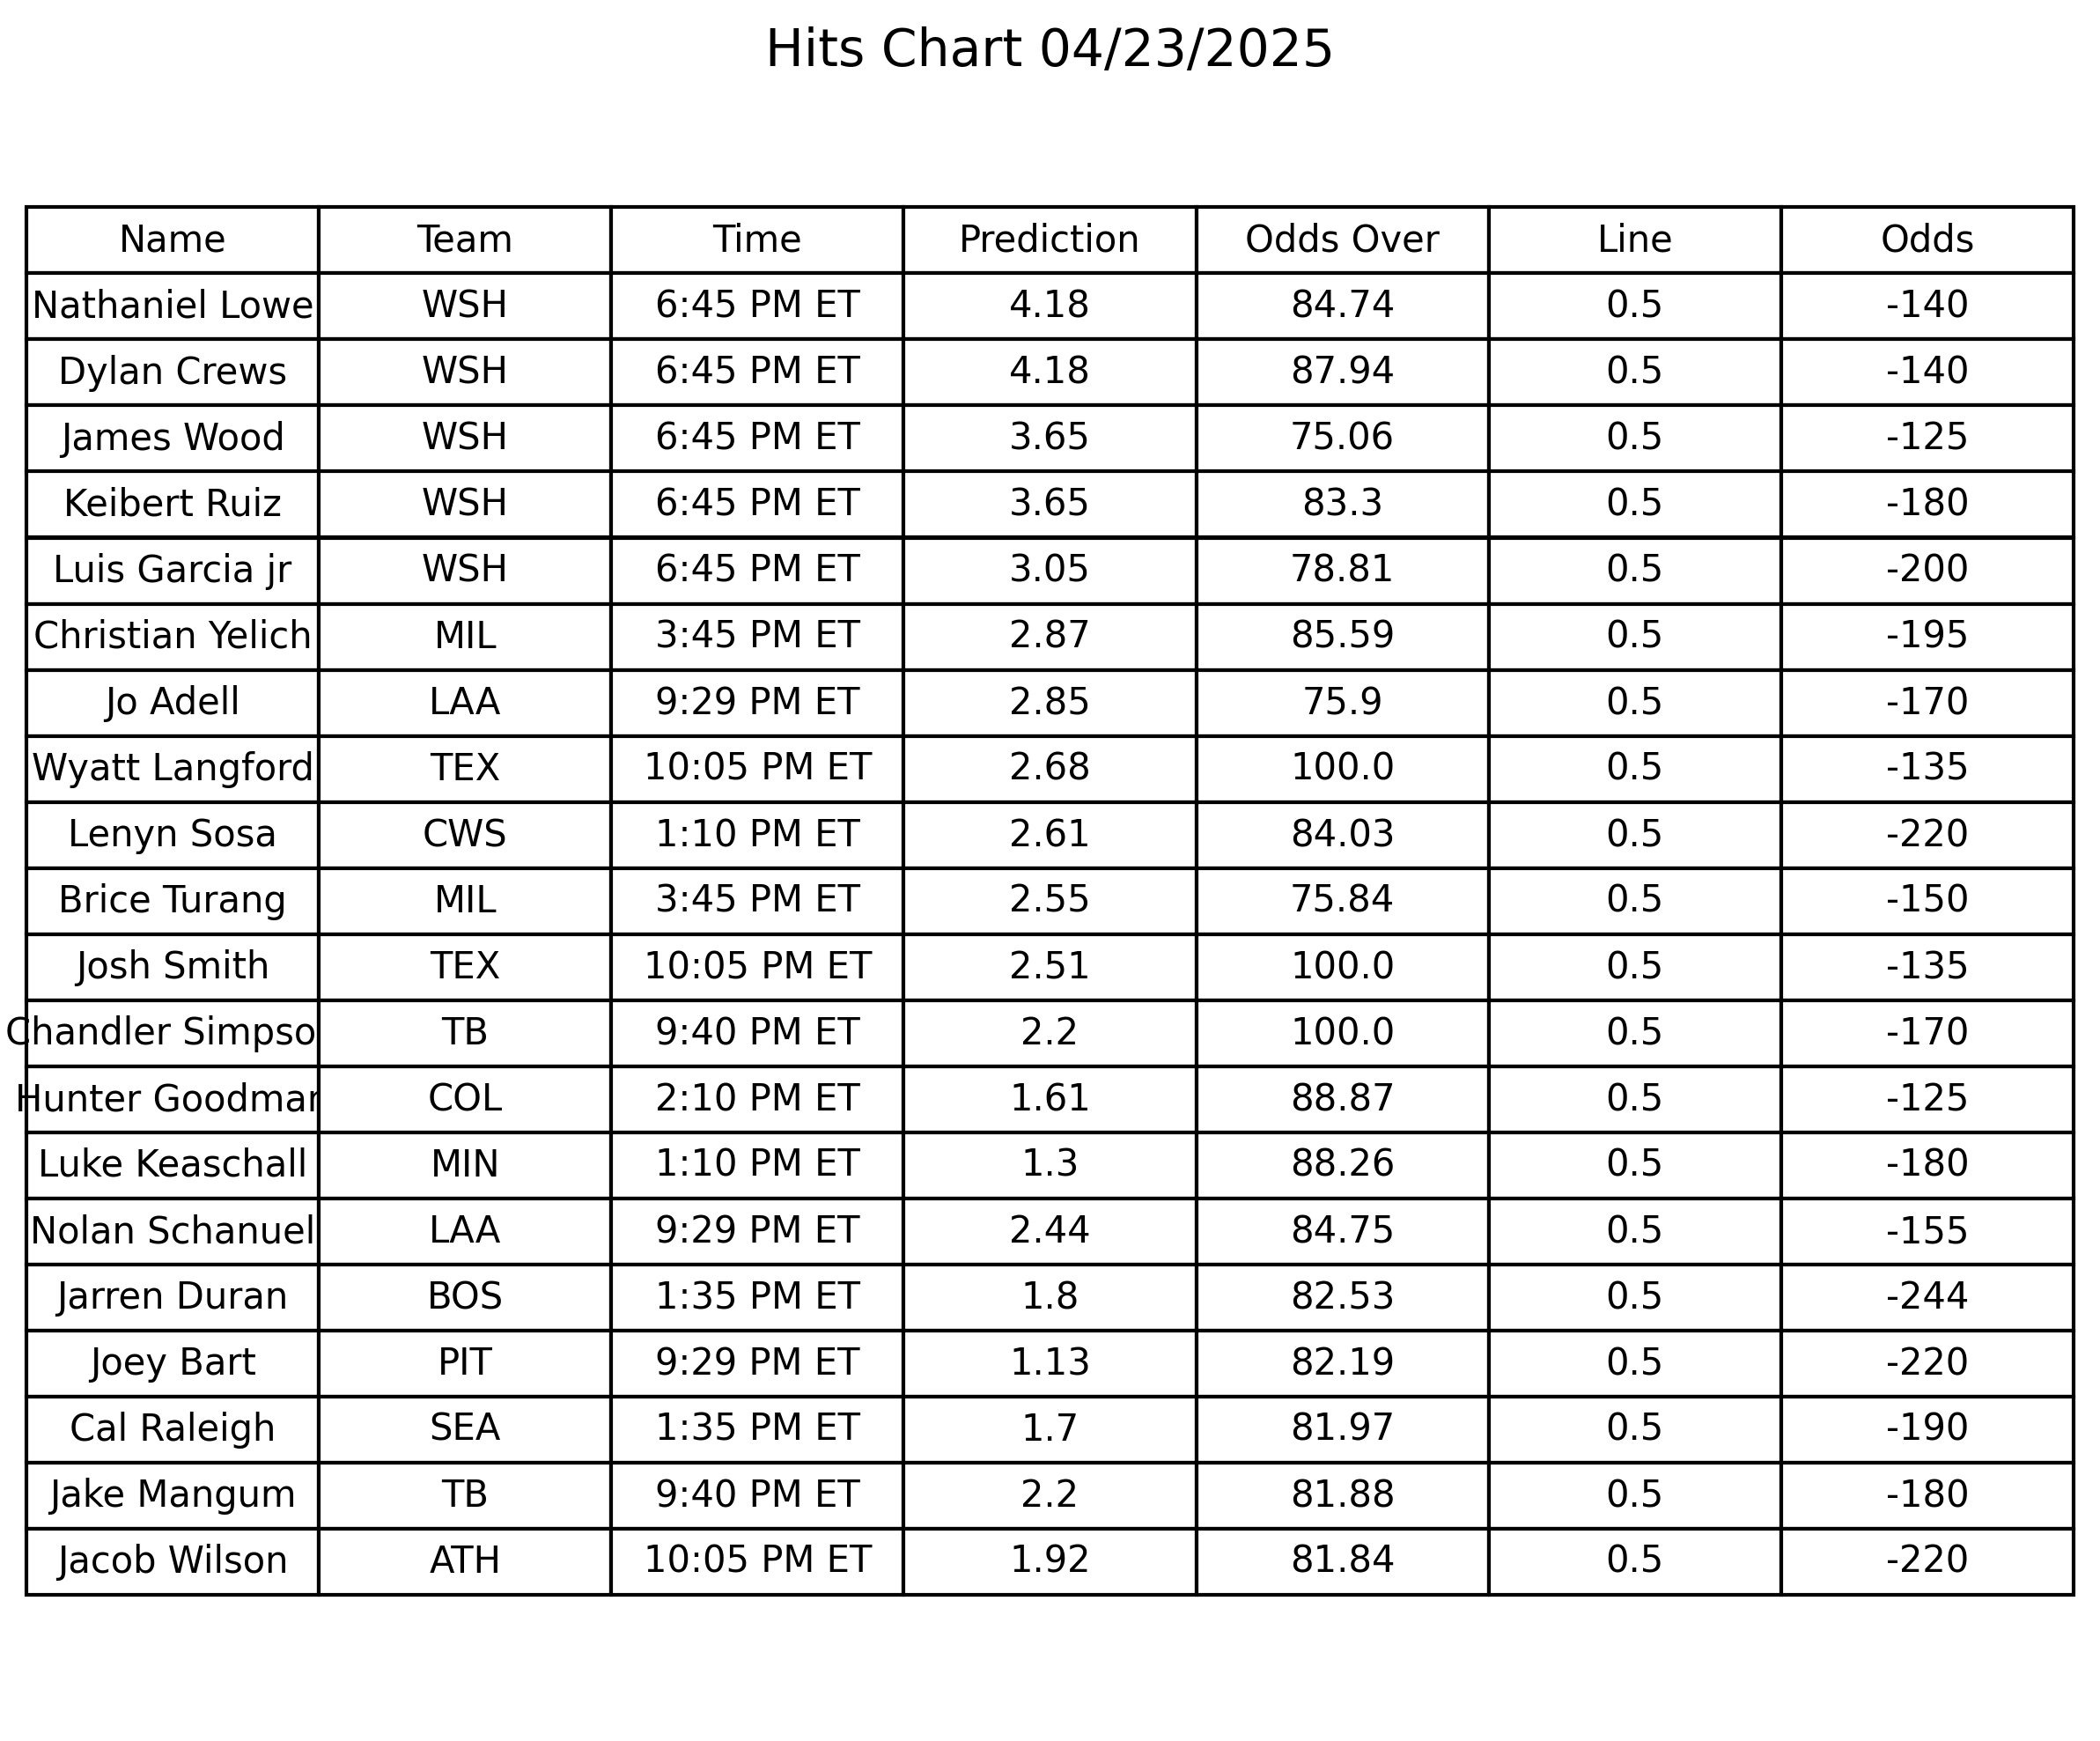 Hits Chart 04/23/2025
Name Team Time Prediction Odds Over Line Odds
Nathaniel Lowe WSH 6:45 PM ET 4.18 84.74 0.5 -140
Dylan Crews WSH 6:45 PM ET 4.18 87.94 0.5 -140
James Wood WSH 6:45 PM ET 3.65 75.06 0.5 -125
Keibert Ruiz WSH 6:45 PM ET 3.65 83.3 0.5 -180
Luis Garcia jr WSH 6:45 PM ET 3.05 78.81 0.5 -200
Christian Yelich MIL 3:45 PM ET 2.87 85.59 0.5 -195
Jo Adell LAA 9:29 PM ET 2.85 75.9 0.5 -170
Wyatt Langford TEX 10:05 PM ET 2.68 100.0 0.5 -135
Lenyn Sosa CWS 1:10 PM ET 2.61 84.03 0.5 -220
Brice Turang MIL 3:45 PM ET 2.55 75.84 0.5 -150
Josh Smith TEX 10:05 PM ET 2.51 100.0 0.5 -135
Chandler Simpso TB 9:40 PM ET 2.2 100.0 0.5 -170
Hunter Goodman COL 2:10 PM ET 1.61 88.87 0.5 -125
Luke Keaschall MIN 1:10 PM ET 1.3 88.26 0.5 -180
Nolan Schanuel LAA 9:29 PM ET 2.44 84.75 0.5 -155
Jarren Duran BOS 1:35 PM ET 1.8 82.53 0.5 -244
Joey Bart PIT 9:29 PM ET 1.13 82.19 0.5 -220
Cal Raleigh SEA 1:35 PM ET 1.7 81.97 0.5 -190
Jake Mangum TB 9:40 PM ET 2.2 81.88 0.5 -180
Jacob Wilson ATH 10:05 PM ET 1.92 81.84 0.5 -220